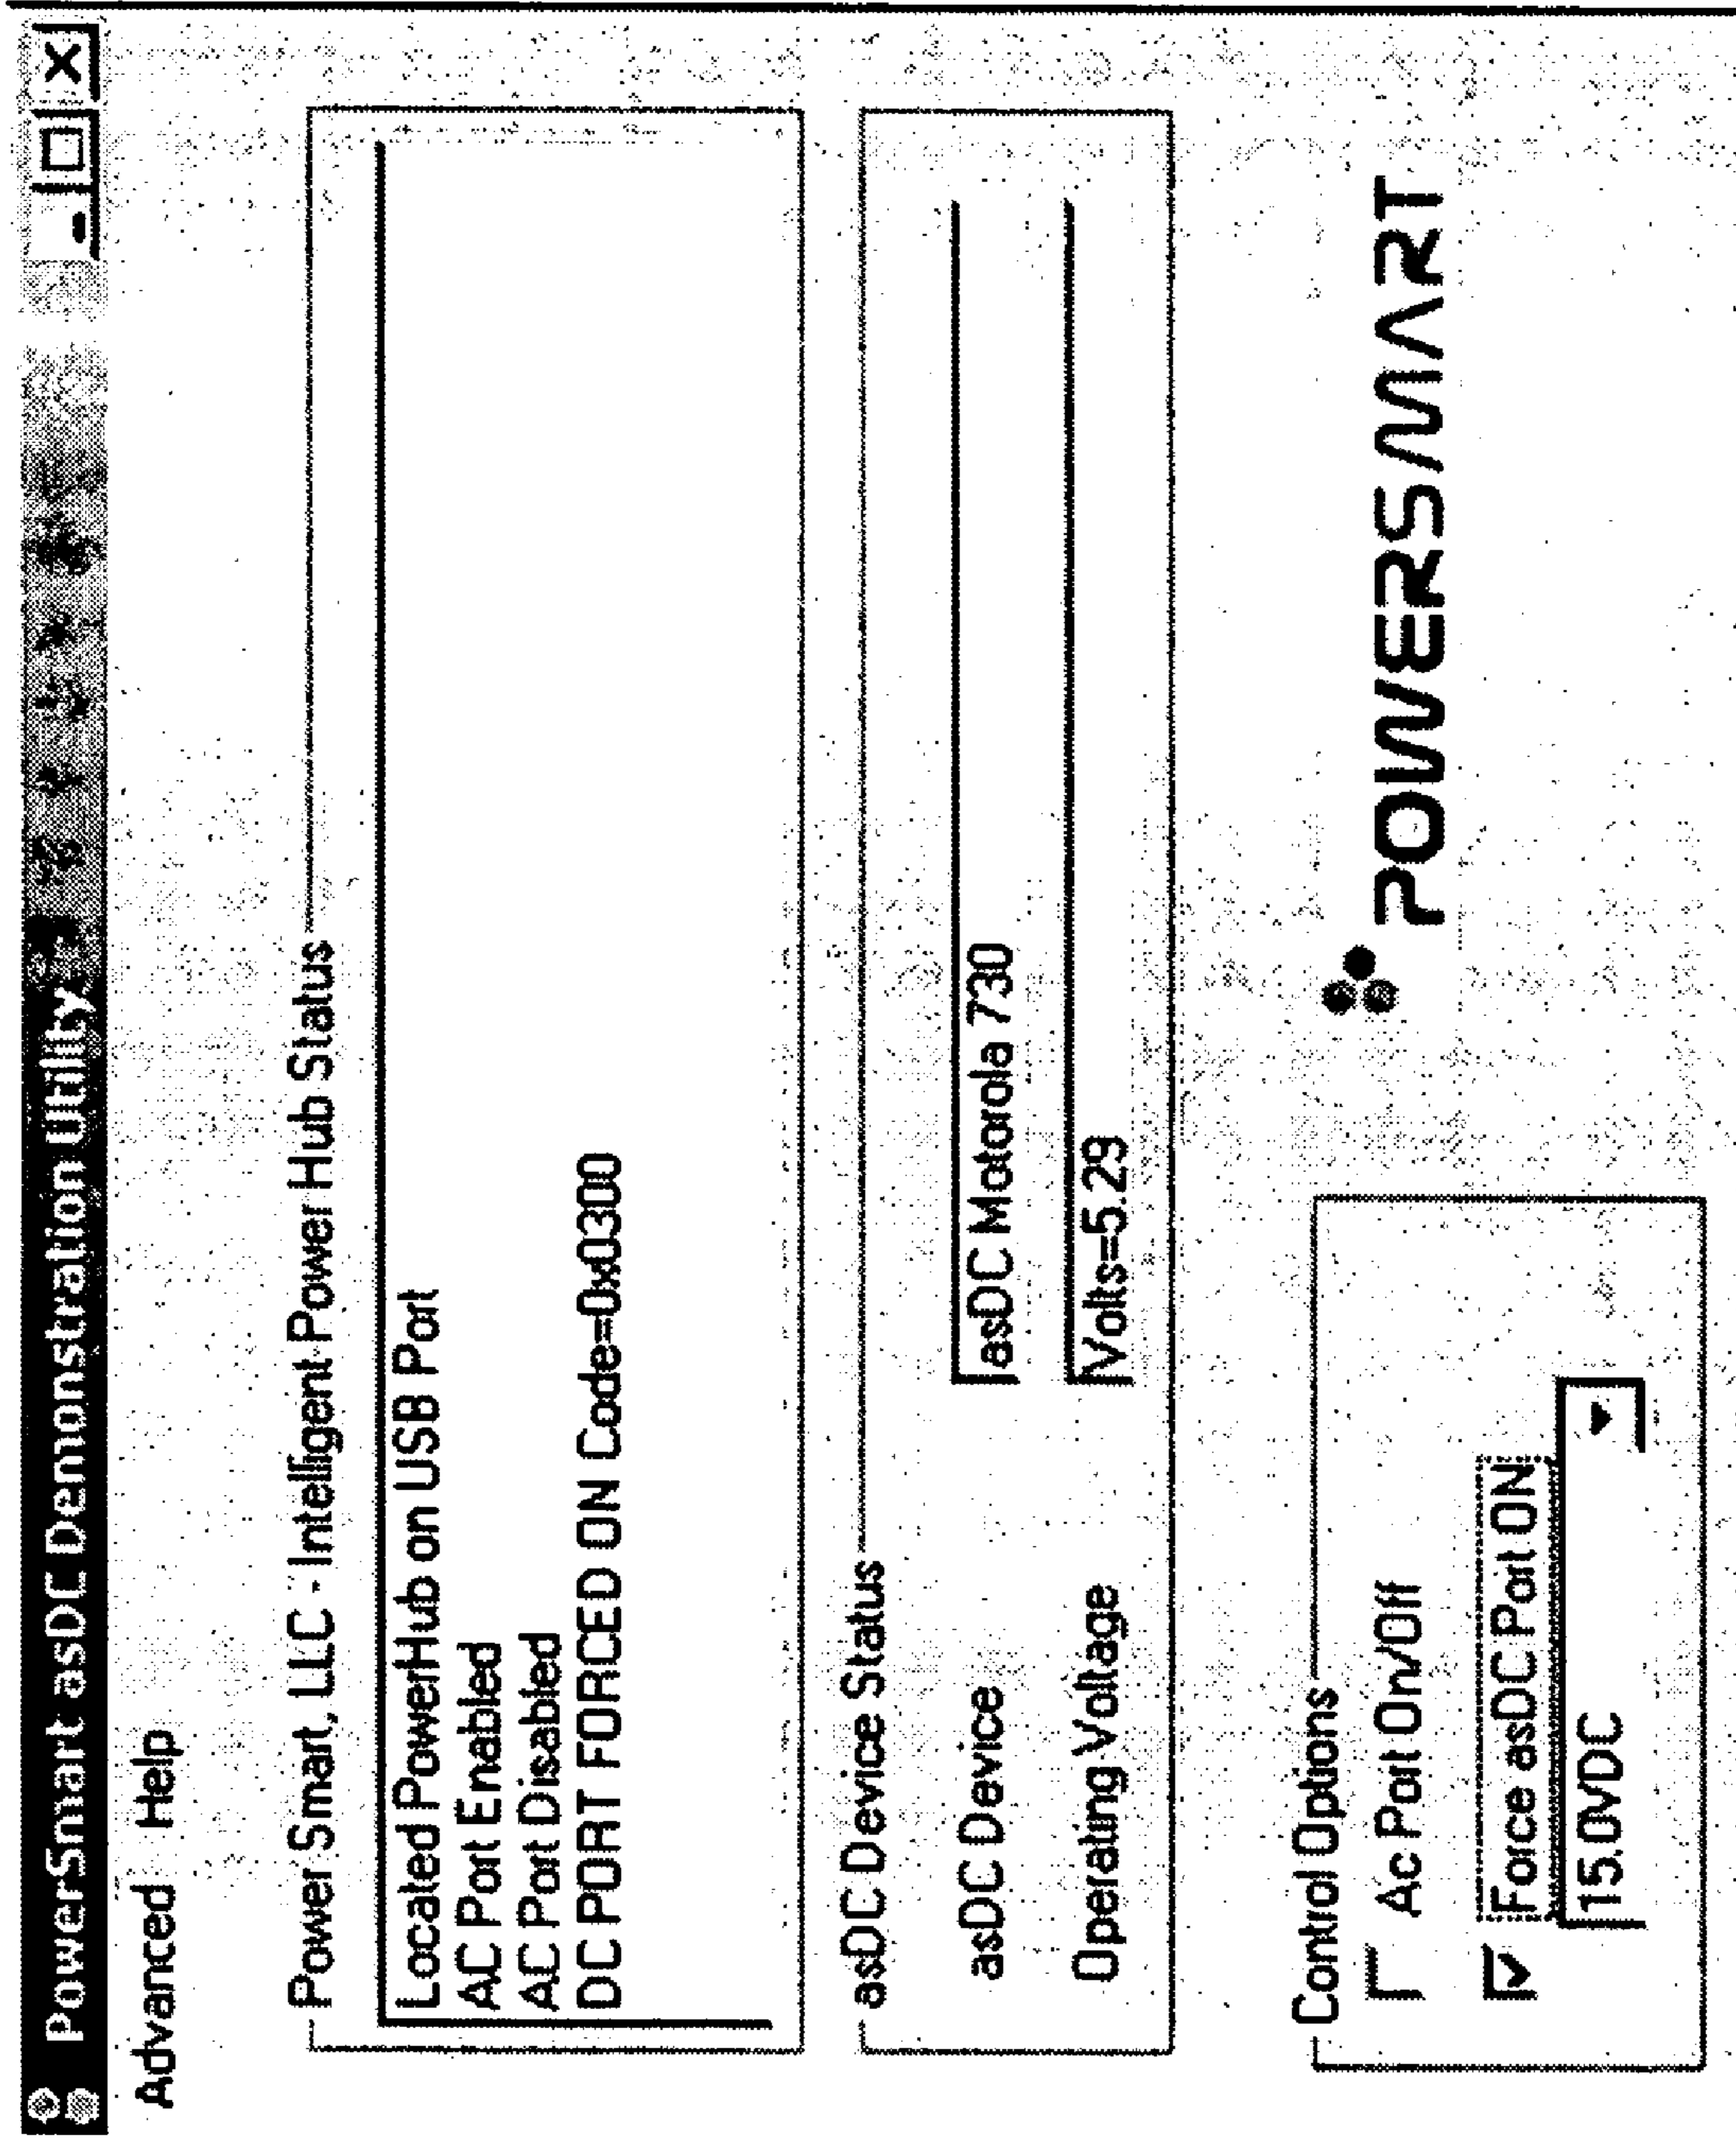 PowerSmart asDC Demonstration Utility
Advanced Help
Power Smart, LLC - Intelligent Power Hub Status
Located PowerHub on USB Port
AC Port Enabled
AC Port Disabled
DC PORT FORCED ON Code=0x0300
asDC Device Status
asDC Device
asDC Motorola 730
Operating Voltage
Volts=5.29
Control Options
Ac Port On/Off
Force asDC Port ON
15.0VDC
POWERSMART